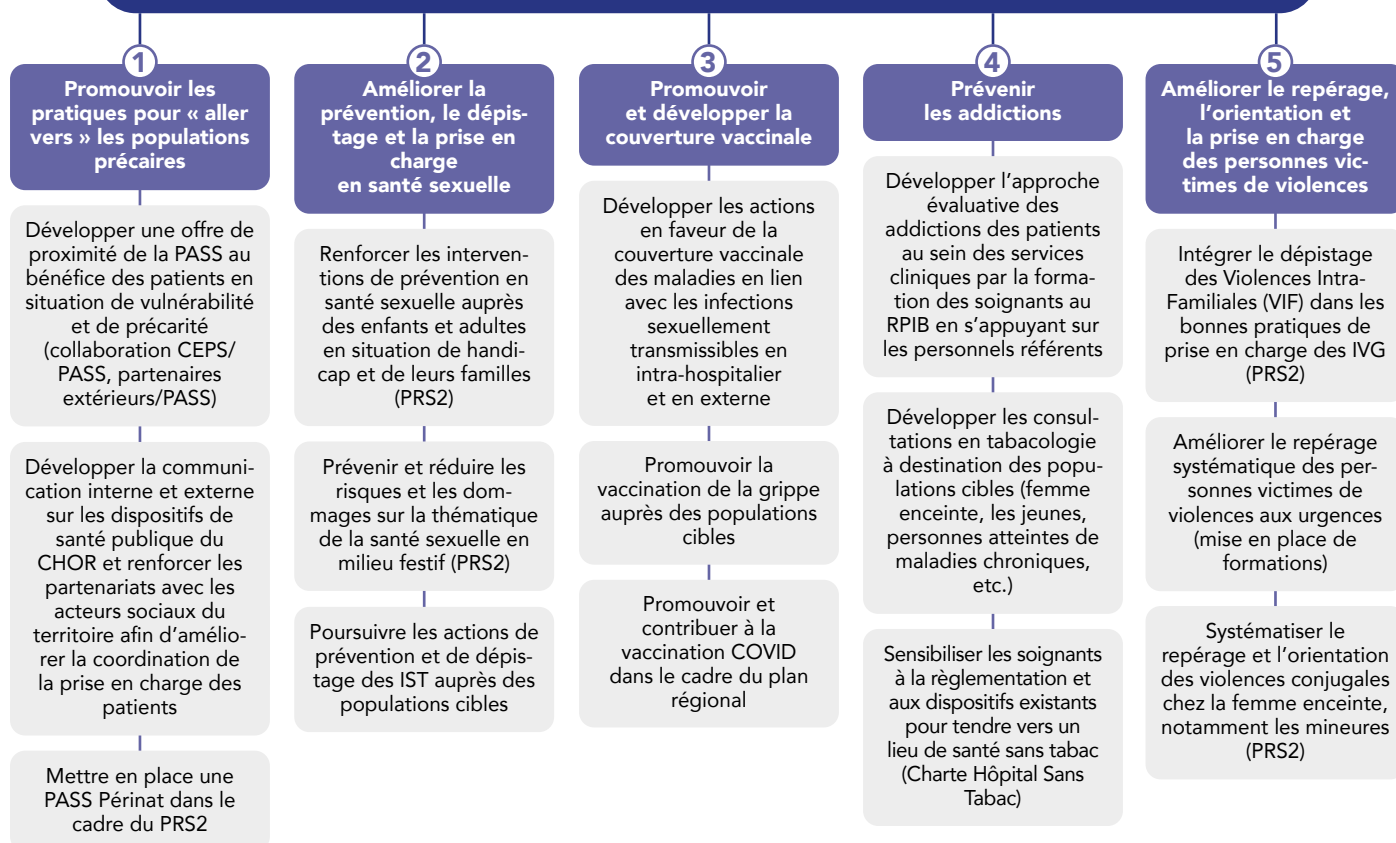 1
Promouvoir les
pratiques pour « aller
vers » les populations
précaires
Développer une offre de
proximité de la PASS au
bénéfice des patients en
situation de vulnérabilité
et de précarité
(collaboration CEPS/
PASS, partenaires
extérieurs/PASS)
Développer la communi-
cation interne et externe
sur les dispositifs de
santé publique du
CHOR et renforcer les
partenariats avec les
acteurs sociaux du
territoire afin d'amélio-
rer la coordination de
la prise en charge des
patients
Mettre en place une
PASS Périnat dans le
cadre du PRS2
2
Améliorer la
prévention, le dépis-
tage et la prise en
charge
en santé sexuelle
Renforcer les interven-
tions de prévention en
santé sexuelle auprès
des enfants et adultes
en situation de handi-
cap et de leurs familles
(PRS2)
Prévenir et réduire les
risques et les dom-
mages sur la thématique
de la santé sexuelle en
milieu festif (PRS2)
Poursuivre les actions de
prévention et de dépis-
tage des IST auprès des
populations cibles
3
Promouvoir
et développer la
couverture vaccinale
Développer les actions
en faveur de la
couverture vaccinale
des maladies en lien
avec les infections
sexuellement
transmissibles en
intra-hospitalier
et en externe
Promouvoir la
vaccination de la grippe
auprès des populations
cibles
Promouvoir et
contribuer à la
vaccination COVID
dans le cadre du plan
régional
4
Prévenir
les addictions
Développer l'approche
évaluative des
addictions des patients
au sein des services
cliniques par la forma-
tion des soignants au
RPIB en s'appuyant sur
les personnels référents
Développer les consul-
tations en tabacologie
à destination des popu-
lations cibles (femme
enceinte, les jeunes,
personnes atteintes de
maladies chroniques,
etc.)
Sensibiliser les soignants
à la règlementation et
aux dispositifs existants
pour tendre vers un
lieu de santé sans tabac
(Charte Hôpital Sans
Tabac)
5
Améliorer le repérage,
l'orientation et
la prise en charge
des personnes vic-
times de violences
Intégrer le dépistage
des Violences Intra-
Familiales (VIF) dans les
bonnes pratiques de
prise en charge des IVG
(PRS2)
Améliorer le repérage
systématique des per-
sonnes victimes de
violences aux urgences
(mise en place de
formations)
Systématiser le
repérage et l'orientation
des violences conjugales
chez la femme enceinte,
notamment les mineures
(PRS2)